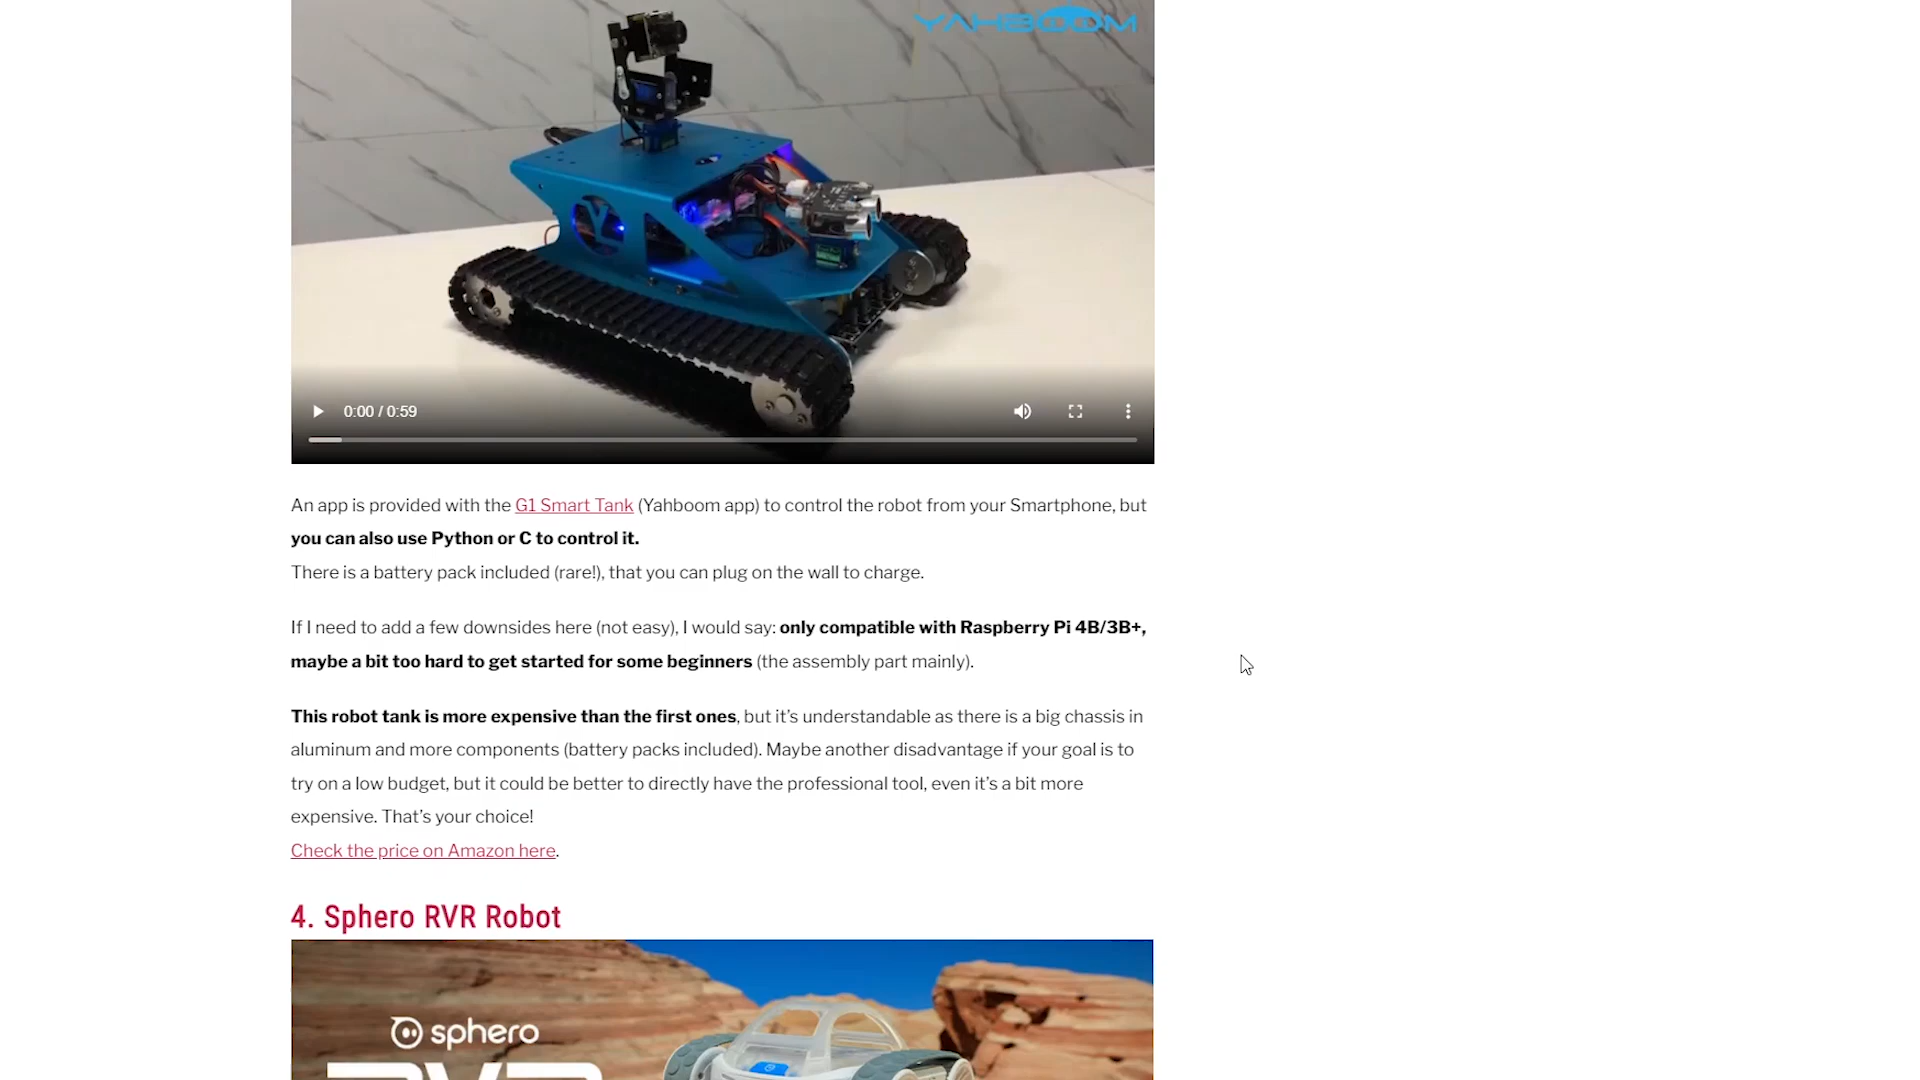 YAHBOOM
0:00 / 0:59
An app is provided with the G1 Smart Tank (Yahboom app) to control the robot from your Smartphone, but
you can also use Python or C to control it.
There is a battery pack included (rare!), that you can plug on the wall to charge.
If I need to add a few downsides here (not easy), I would say: only compatible with Raspberry Pi 4B/3B+,
maybe a bit too hard to get started for some beginners (the assembly part mainly).
This robot tank is more expensive than the first ones, but it’s understandable as there is a big chassis in
aluminum and more components (battery packs included). Maybe another disadvantage if your goal is to
try on a low budget, but it could be better to directly have the professional tool, even it’s a bit more
expensive. That’s your choice!
Check the price on Amazon here.
4. Sphero RVR Robot
sphero